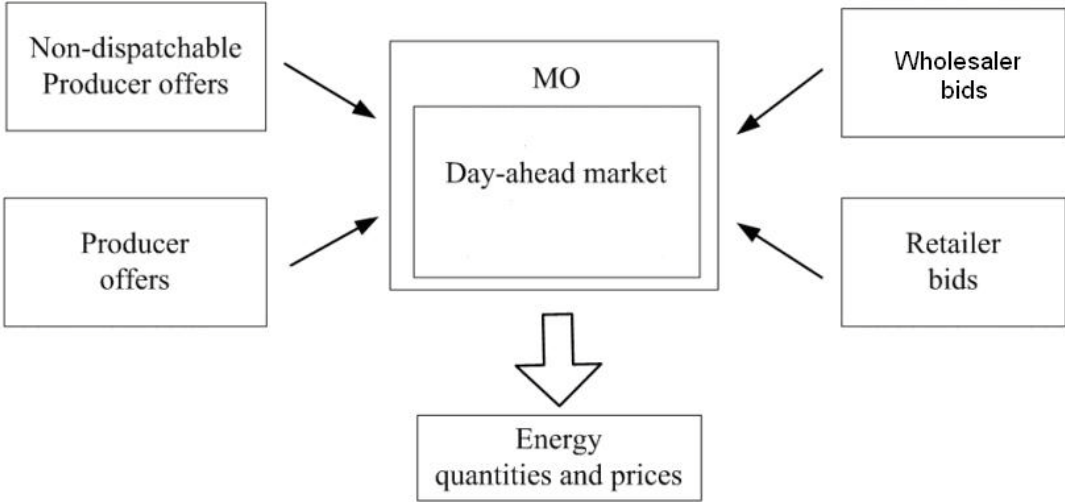 Non-dispatchable
Producer offers
MO
Wholesaler
bids
Day-ahead market
Producer
offers
Retailer
bids
Energy
quantities and prices